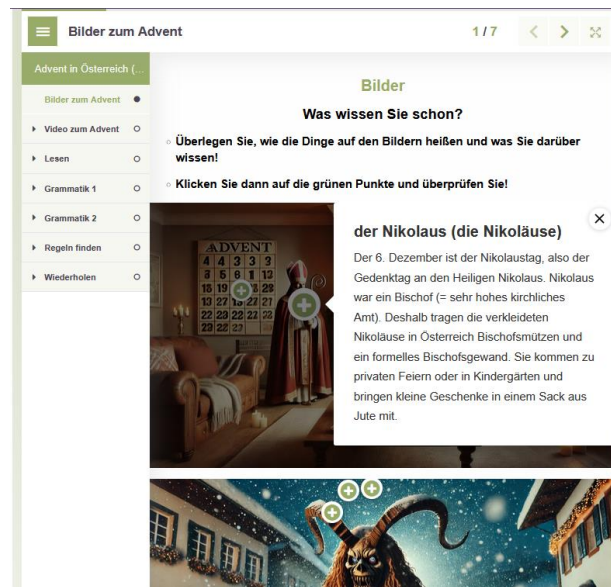 Bilder zum Advent
1 / 7
Advent in Österreich (...
Bilder zum Advent
Video zum Advent
Lesen
Grammatik 1
Grammatik 2
Regeln finden
Wiederholen
Bilder
Was wissen Sie schon?
Überlegen Sie, wie die Dinge auf den Bildern heißen und was Sie darüber
wissen!
Klicken Sie dann auf die grünen Punkte und überprüfen Sie!
ADVENT
der Nikolaus (die Nikoläuse)
Der 6. Dezember ist der Nikolaustag, also der
Gedenktag an den Heiligen Nikolaus. Nikolaus
war ein Bischof (= sehr hohes kirchliches
Amt). Deshalb tragen die verkleideten
Nikoläuse in Österreich Bischofsmützen und
ein formelles Bischofsgewand. Sie kommen zu
privaten Feiern oder in Kindergärten und
bringen kleine Geschenke in einem Sack aus
Jute mit.